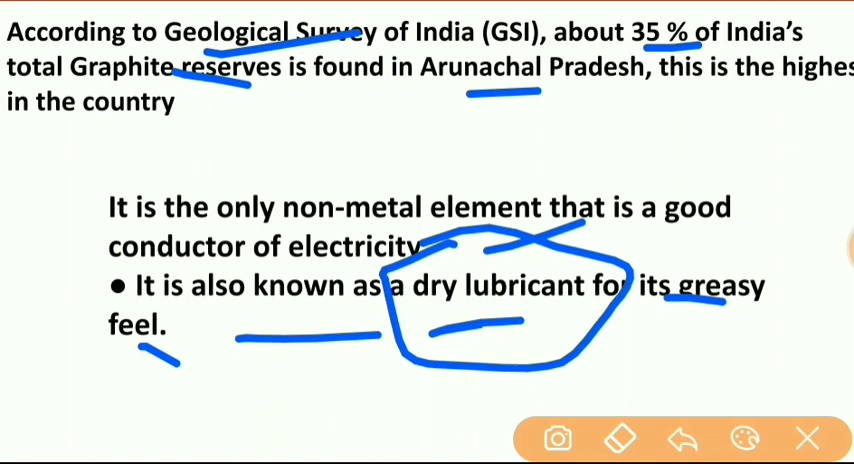 According to Geological Survey of India (GSI), about 35 % of India's
total Graphite reserves is found in Arunachal Pradesh, this is the highes
in the country
It is the only non-metal element that is a good
conductor of electricity
● It is also known as a dry lubricant for its greasy
feel.